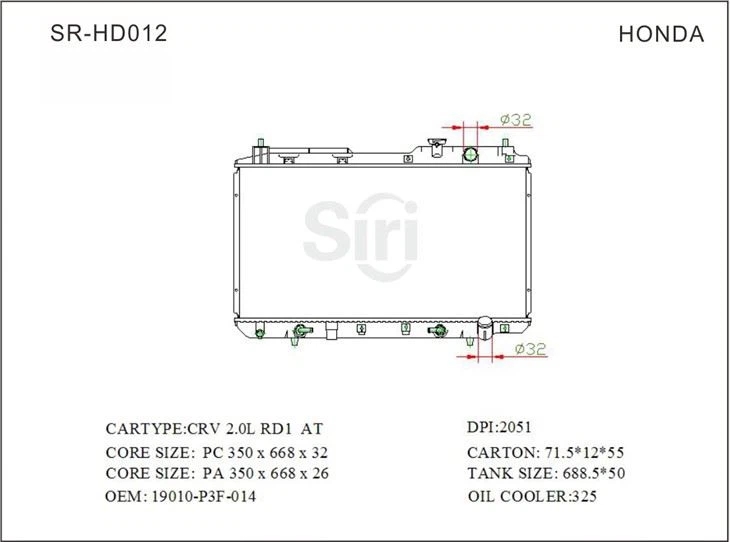 SR-HD012
HONDA
ϕ32
Siri
ϕ32
CARTYPE:CRV 2.0L RD1 AT
DPI:2051
CORE SIZE: PC 350 x 668 x 32
CARTON: 71.5*12*55
CORE SIZE: PA 350 x 668 x 26
TANK SIZE: 688.5*50
OEM: 19010-P3F-014
OIL COOLER:325